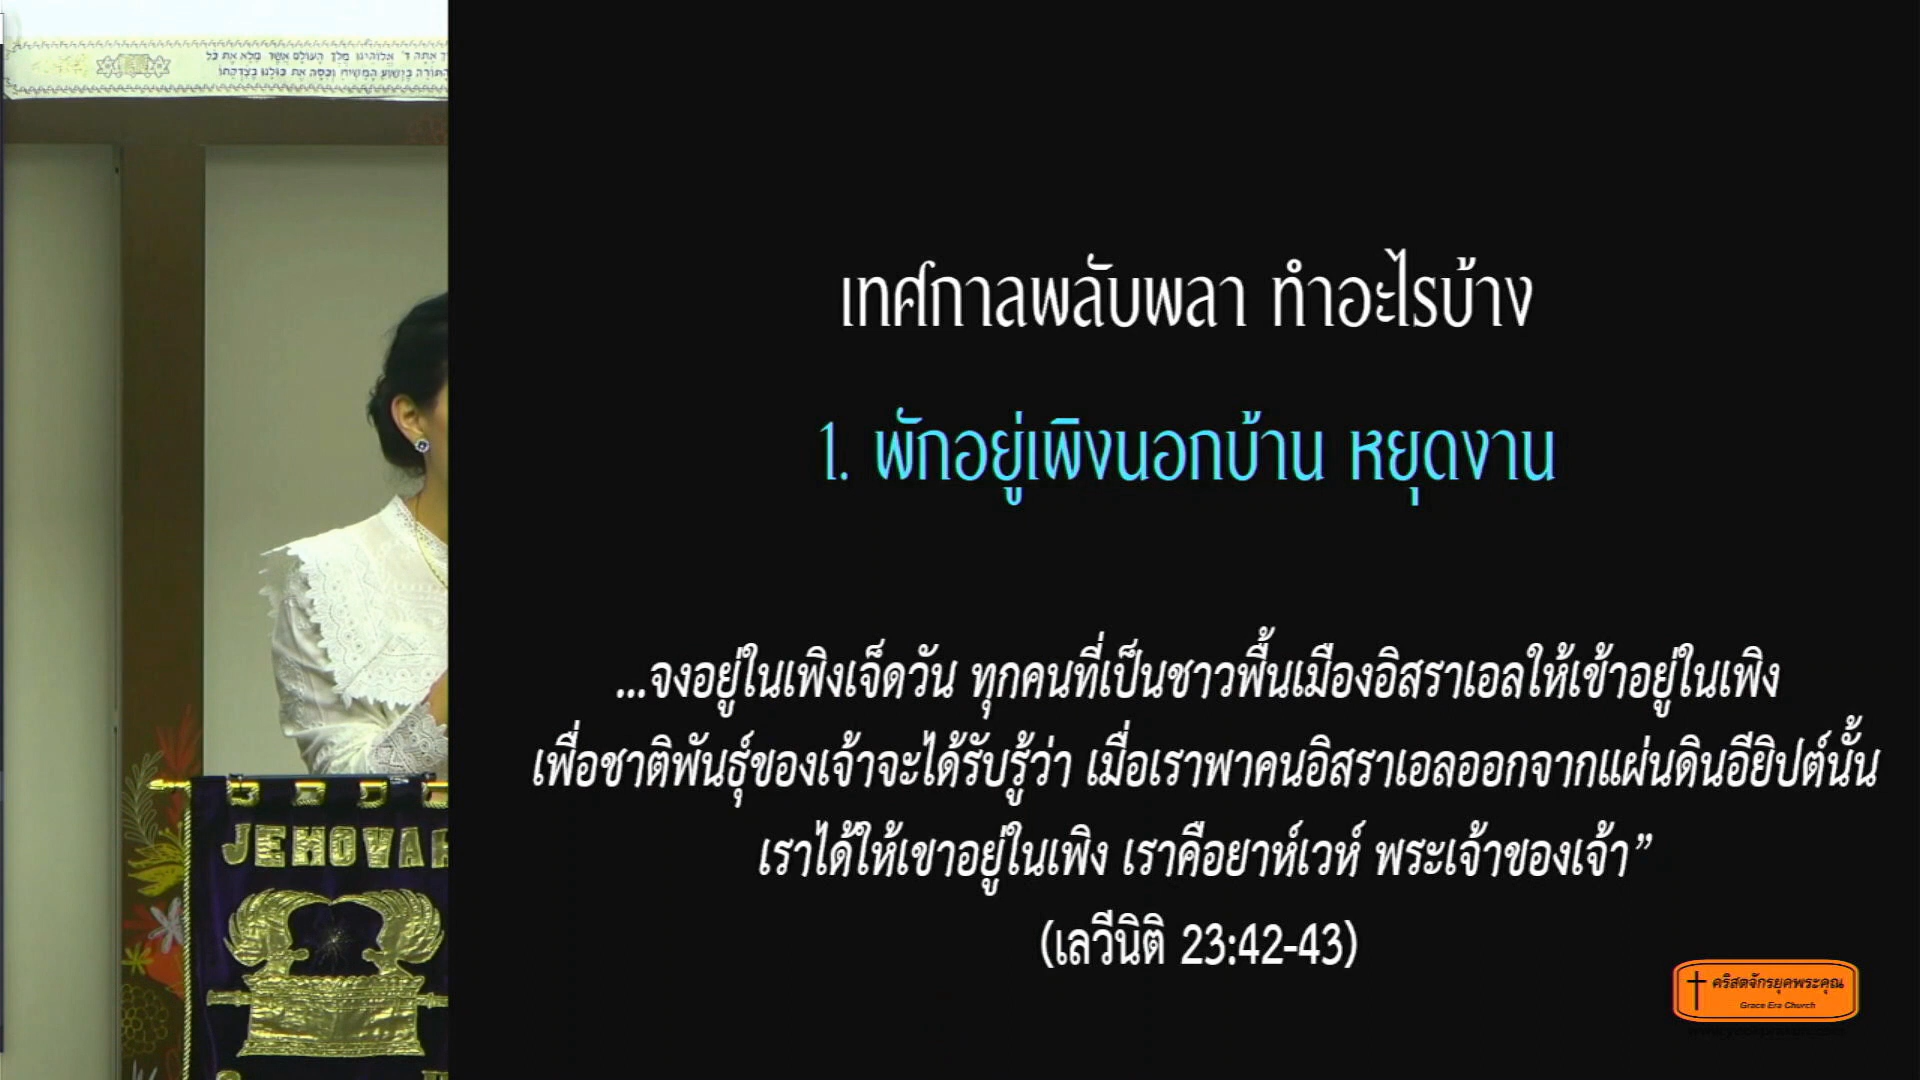 אַתָּה ד' אֱלֹהֵינוּ מֶלֶךְ הָעוֹלָם אֲשֶׁר מִלֵּא אֶת כֹּל
הַתּוֹרָה בְּיֵשׁוּעַ הַמָּשִׁיחַ וְכִסָּה אֶת כּוּלָּנוּ בְּצִדְקָתוֹ
เทศกาลพลับพลา ทำอะไรบ้าง
1. พักอยู่เพิงนอกบ้าน หยุดงาน
...จงอยู่ในเพิงเจ็ดวัน ทุกคนที่เป็นชาวพื้นเมืองอิสราเอลให้เข้าอยู่ในเพิง
เพื่อชาติพันธุ์ของเจ้าจะได้รับรู้ว่า เมื่อเราพาคนอิสราเอลออกจากแผ่นดินอียิปต์นั้น
เราได้ให้เขาอยู่ในเพิง เราคือยาห์เวห์ พระเจ้าของเจ้า”
(เลวีนิติ 23:42-43)
JEHOVAH
คริสตจักรยุคพระคุณ
Grace Era Church